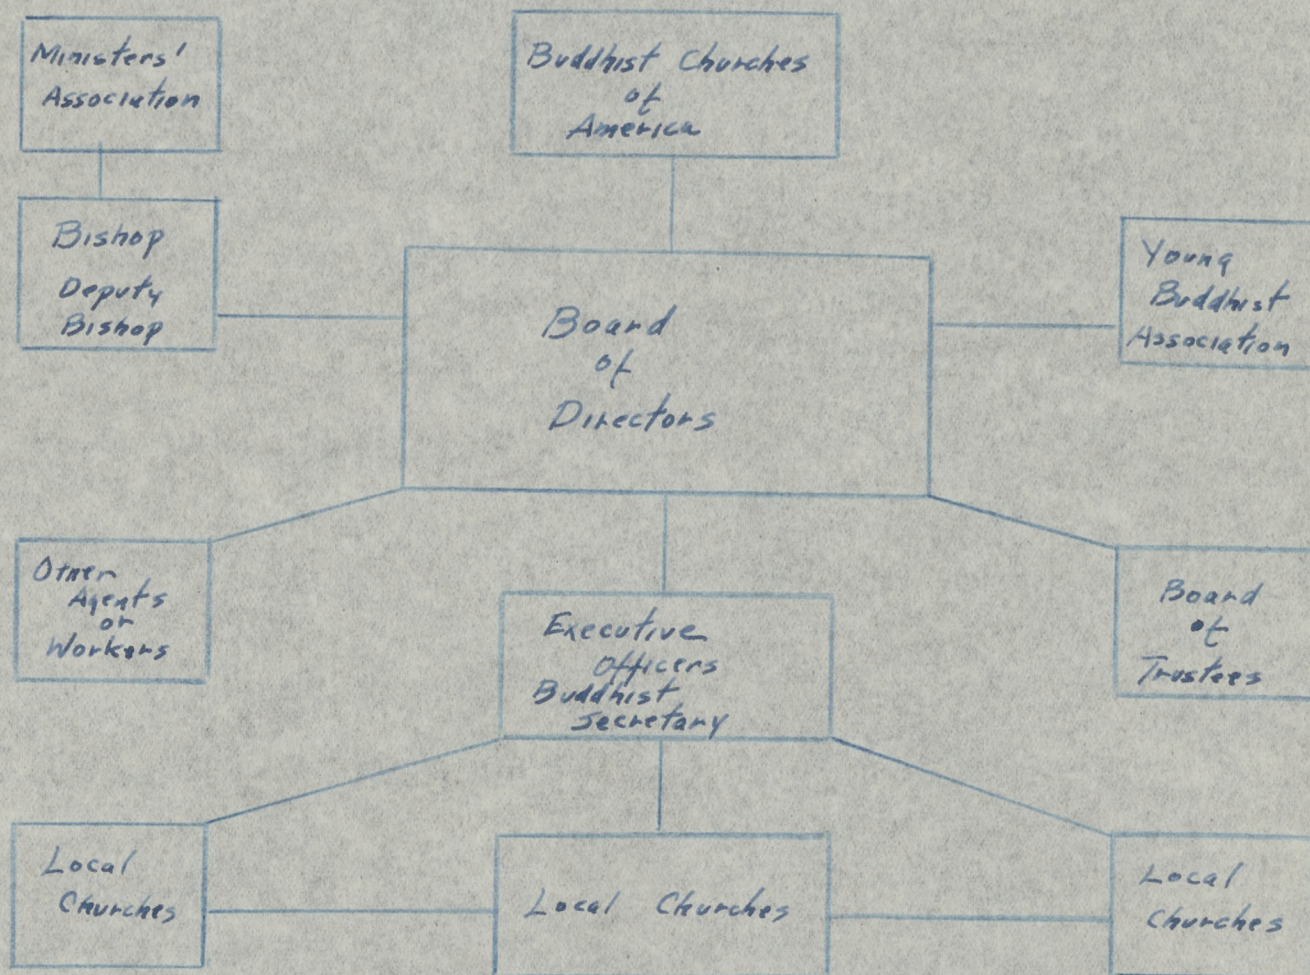 Ministers'
Association
Buddhist Churches
of
America
Bishop
Deputy
Bishop
Board
of
Directors
Young
Buddhist
Association
Other
Agents
or
Workers
Executive
Officers
Buddhist
Secretary
Board
of
Trustees
Local
Churches
Local Churches
Local
Churches